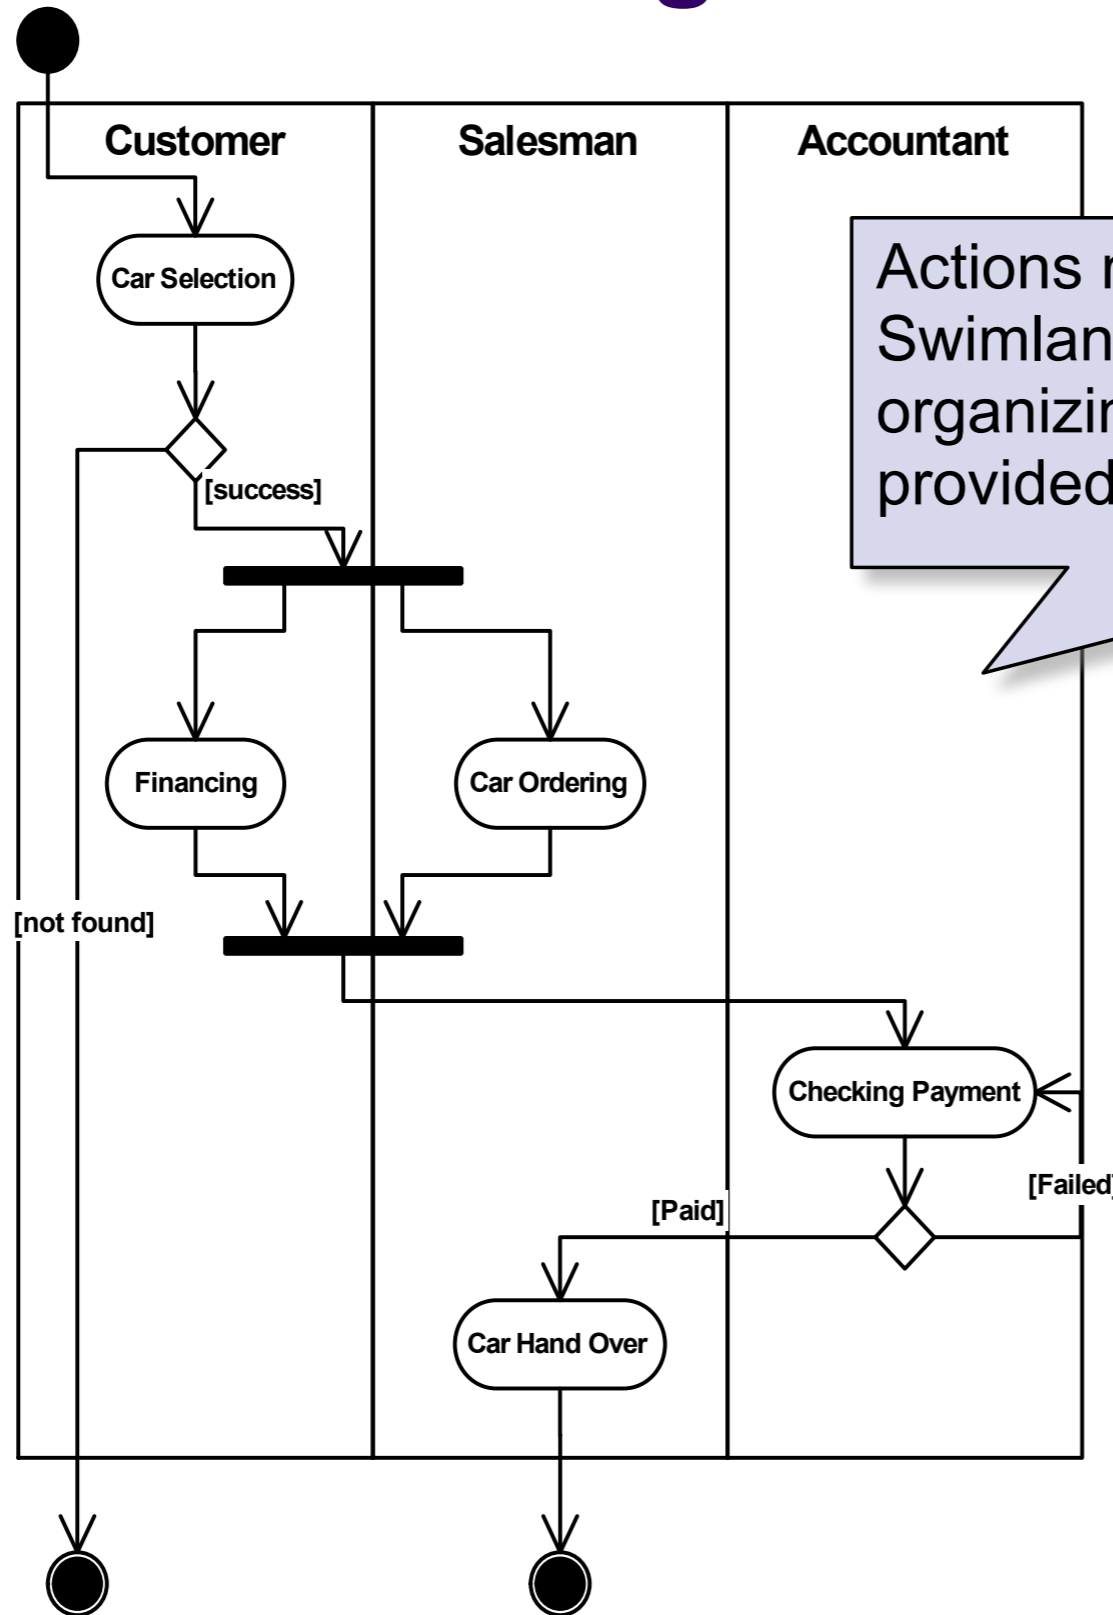 Customer
Salesman
Accountant
Car Selection
Actions
Swimlan
organizin
provided
[success]
Financing
Car Ordering
[not found]
Checking Payment
[Failed]
[Paid]
Car Hand Over